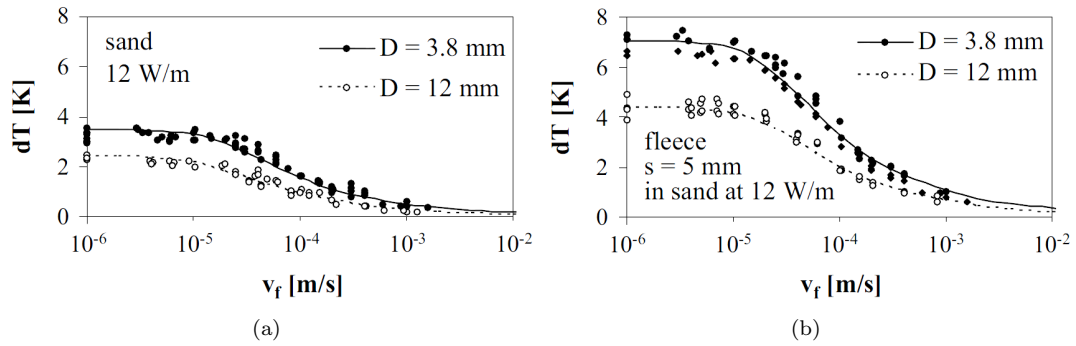 8
6
4
2
0
dT [K]
sand
12 W/m
D = 3.8 mm
D = 12 mm
10⁻⁶
10⁻⁵
10⁻⁴
10⁻³
10⁻²
v_f [m/s]
(a)
8
6
4
2
0
dT [K]
D = 3.8 mm
D = 12 mm
fleece
s = 5 mm
in sand at 12 W/m
10⁻⁶
10⁻⁵
10⁻⁴
10⁻³
10⁻²
v_f [m/s]
(b)